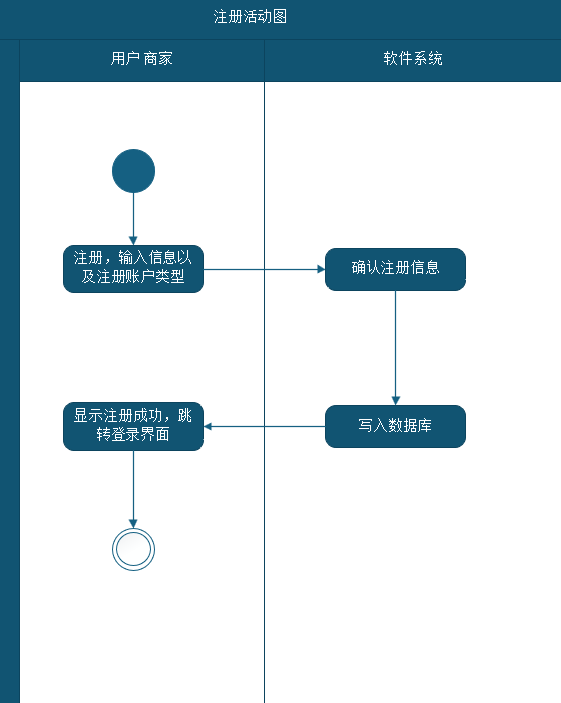 注册活动图
用户 商家
软件系统
注册，输入信息以
及注册账户类型
确认注册信息
显示注册成功，跳
转登录界面
写入数据库